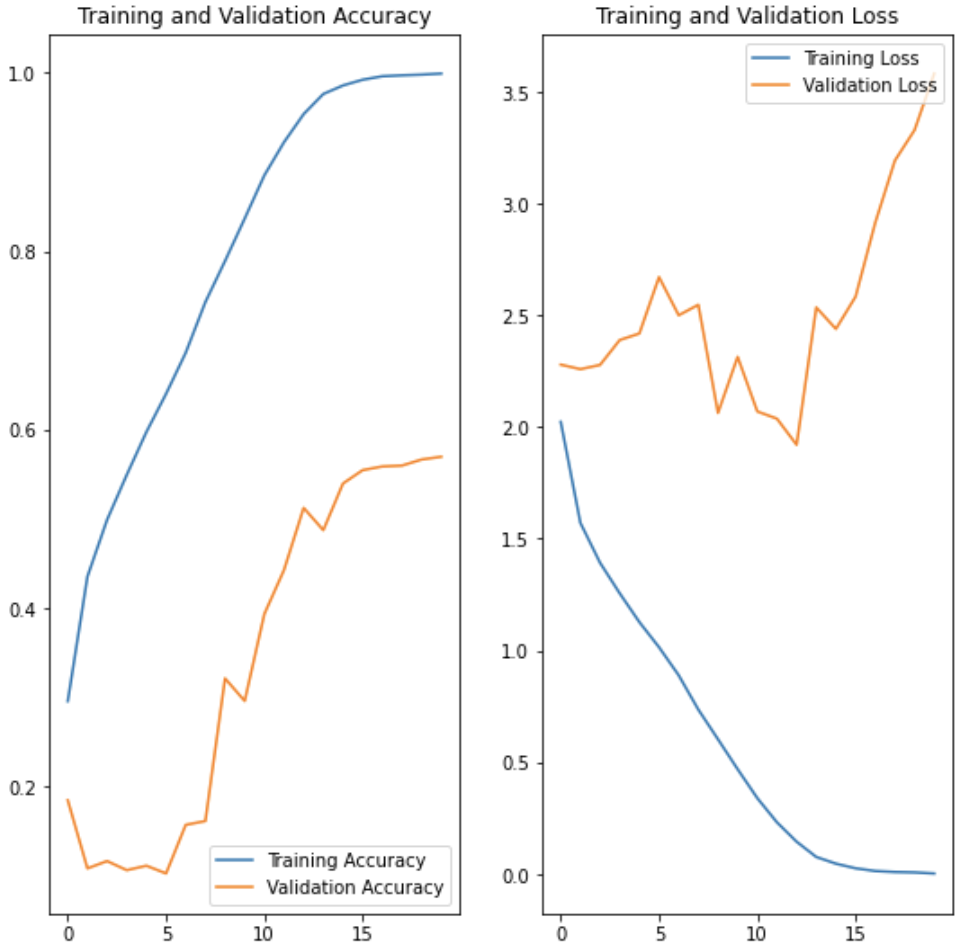 Training and Validation Accuracy
1.0
0.8
0.6
0.4
0.2
0 5 10 15
Training Accuracy
Validation Accuracy
Training and Validation Loss
3.5
3.0
2.5
2.0
1.5
1.0
0.5
0.0
0 5 10 15
Training Loss
Validation Loss